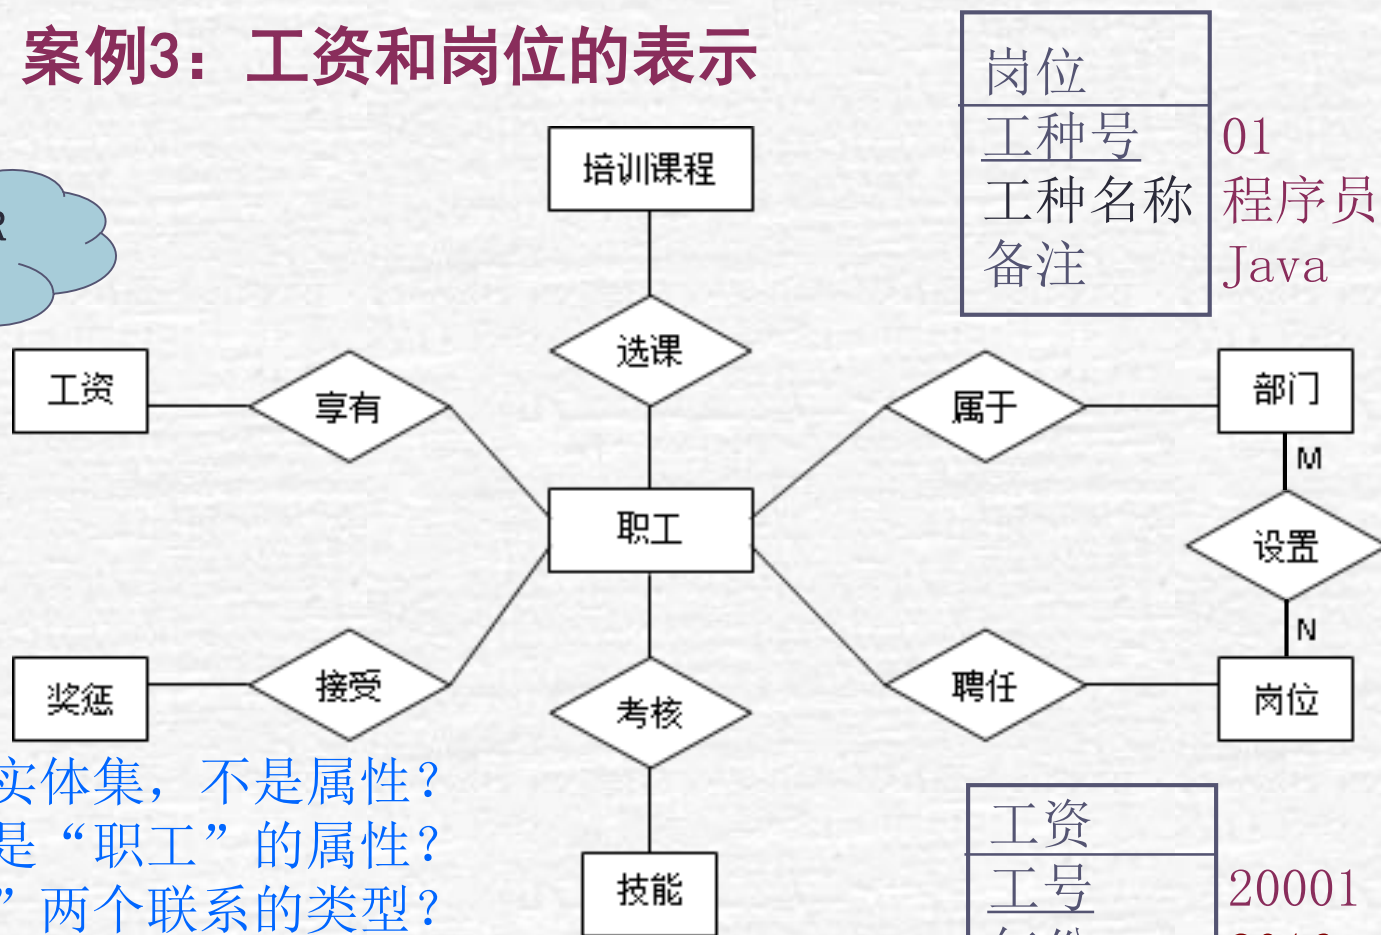 案例3：工资和岗位的表示
岗位
工种号 01
工种名称 程序员
备注 Java
R
培训课程
选课
工资
享有
属于
部门
M
职工
设置
N
奖惩
接受
考核
聘任
岗位
技能
实体集，不是属性？
是“职工”的属性？
”两个联系的类型？
工资
工号 20001